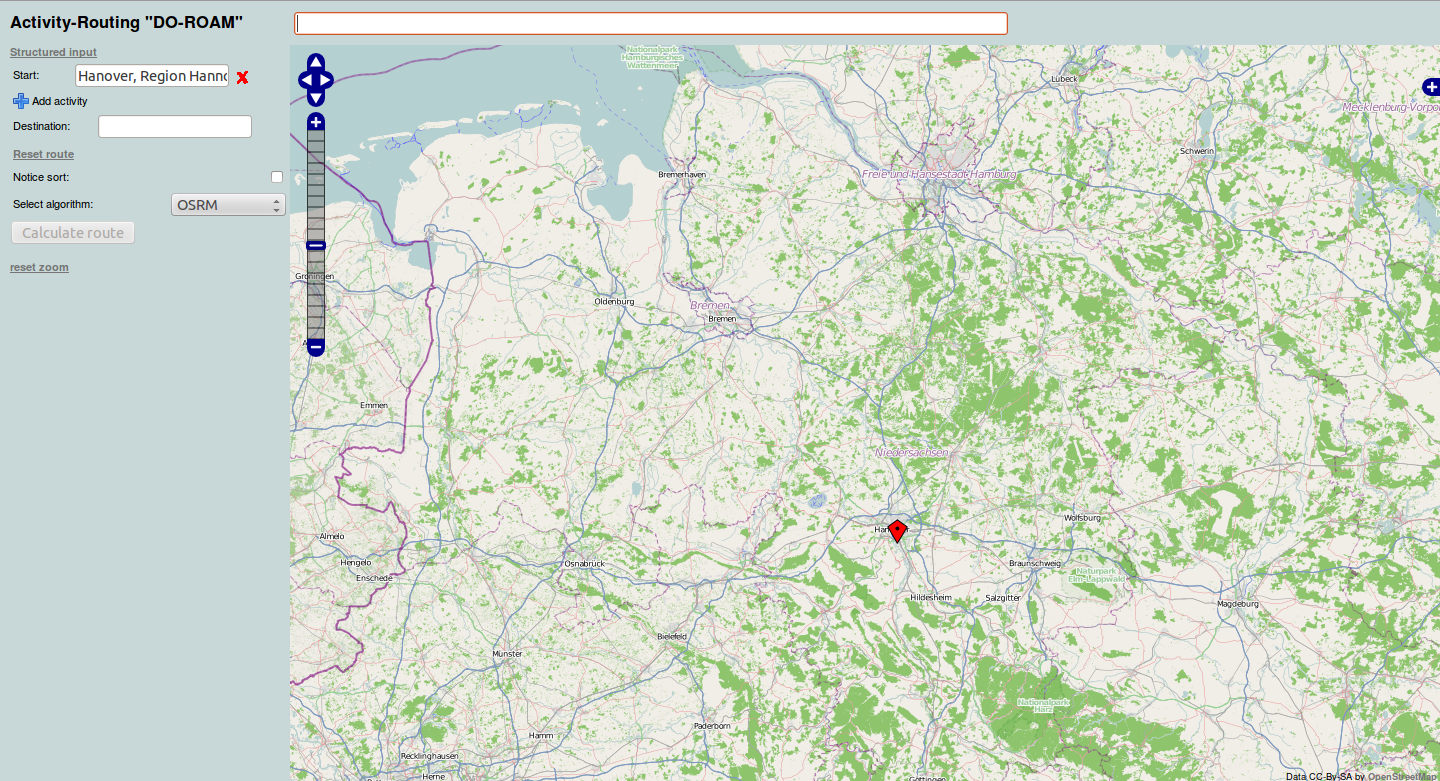 Activity-Routing "DO-ROAM"
Structured input
Start: Hanover, Region Hann
Add activity
Destination:
Reset route
Notice sort:
Select algorithm: OSRM
Calculate route
reset zoom
Nationalpark
Hamburgisches
Wattenmeer
Lübeck
Mecklenburg-Vorpo
Schwerin
Bremerhaven
Freie und Hansestadt Hamburg
Groningen
Oldenburg
Bremen
Bremen
Emmen
Niedersachsen
Wolfsburg
Almelo
Hengelo
Enschede
Osnabrück
Braunschweig
Naturpark
Elm-Lappwald
Hildesheim
Salzgitter
Magdeburg
Bielefeld
Münster
Nationalpark
Harz
Paderborn
Hamm
Recklinghausen
Herne
Göttingen
Data CC-By-SA by OpenStreetMap